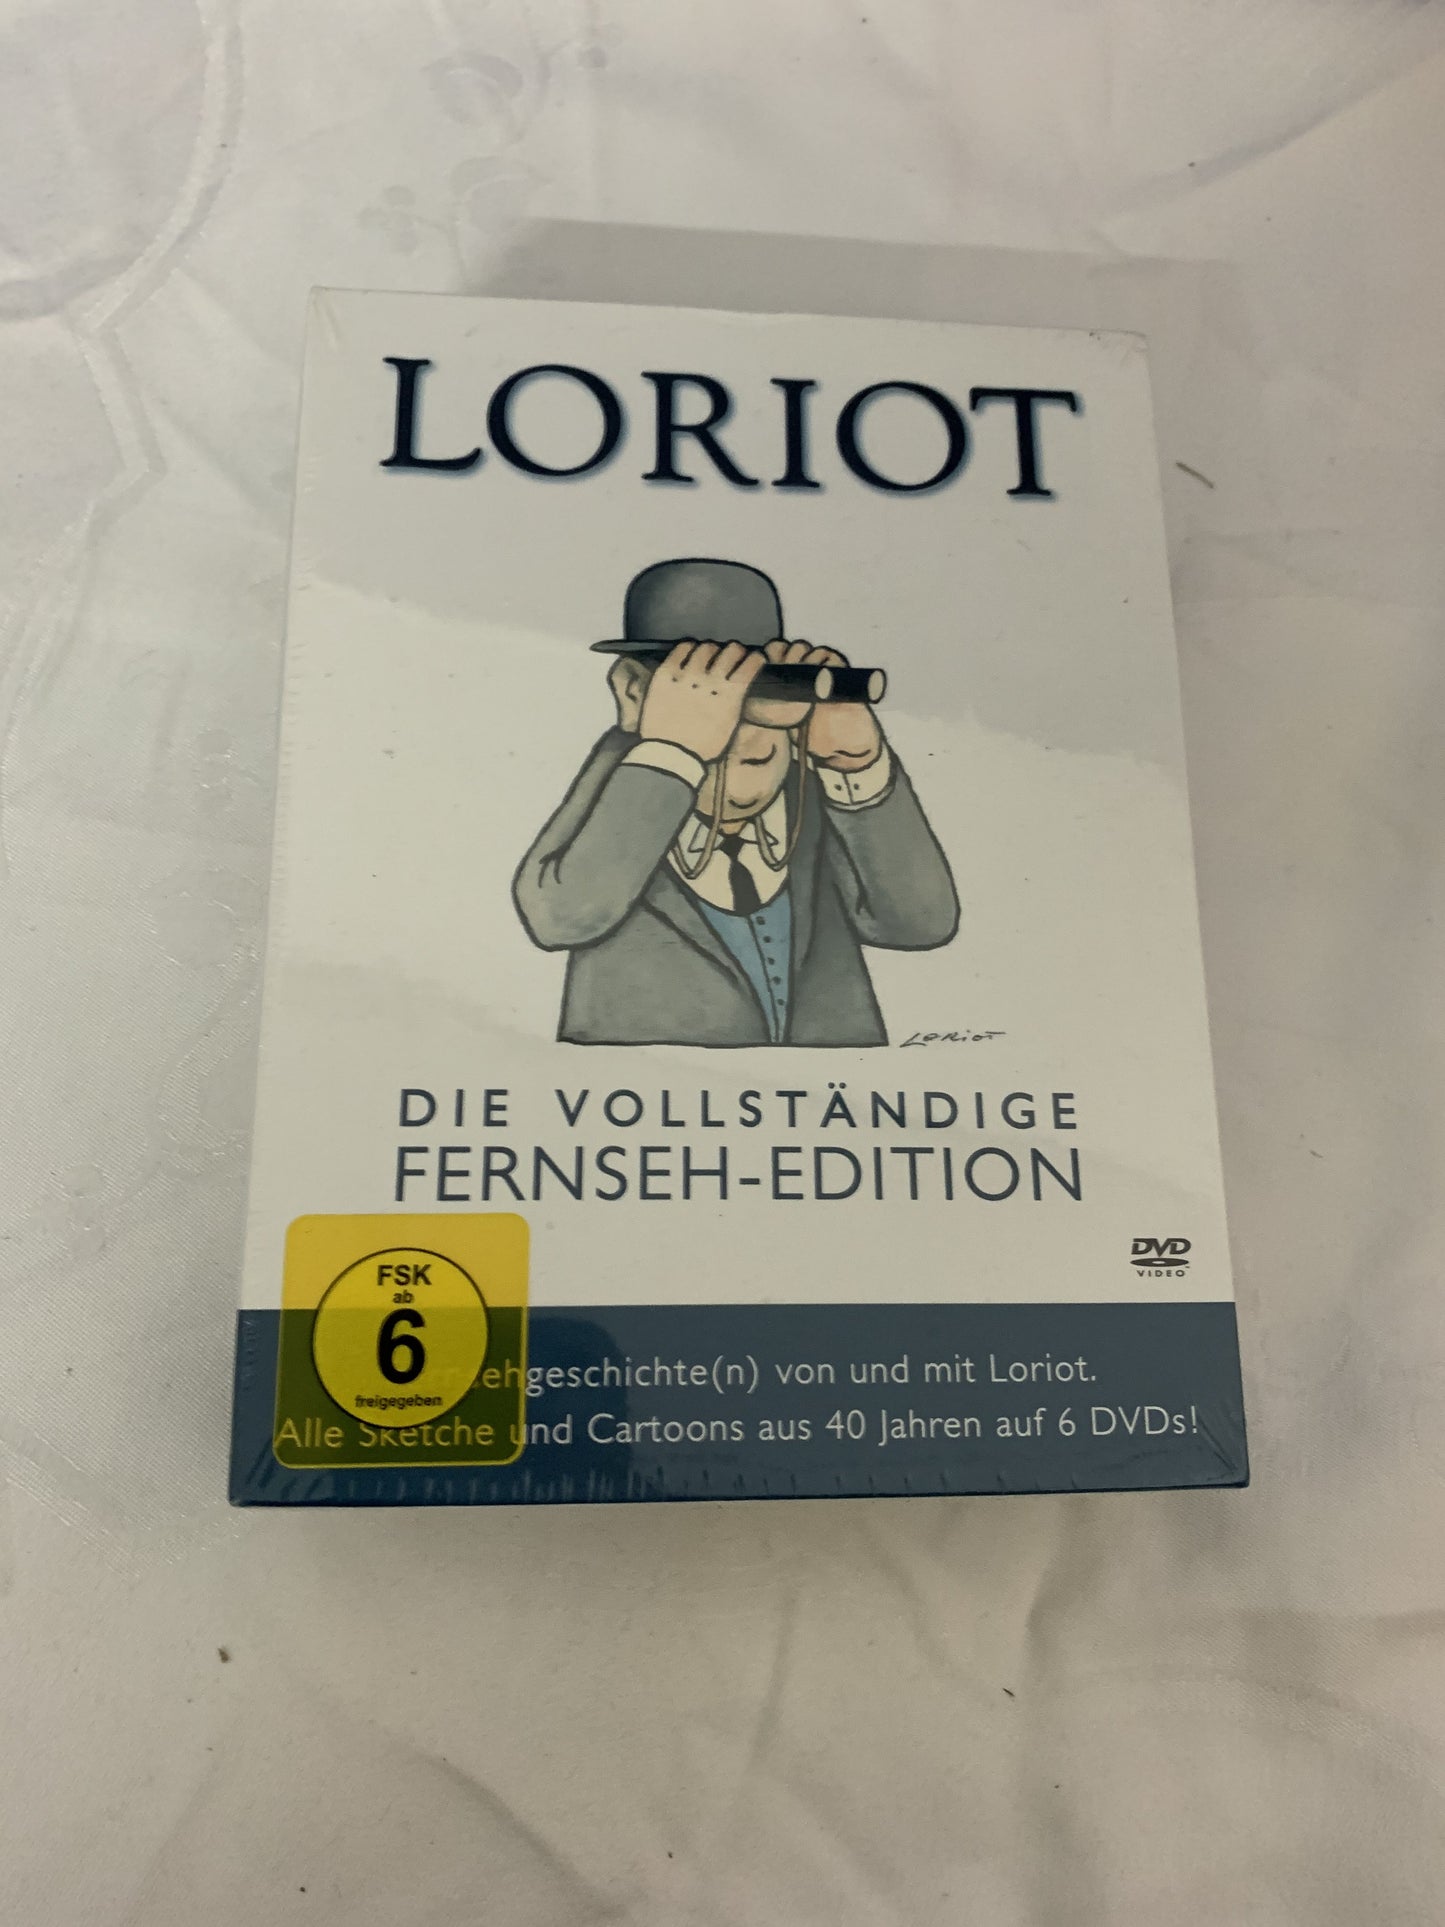 LORIOT
LORIOT
DIE VOLLSTÄNDIGE
FERNSEH-EDITION
DVD
VIDEO
FSK
ab
6
freigegeben
von und mit Loriot.
Alle Sketche und Cartoons aus 40 Jahren auf 6 DVDs!